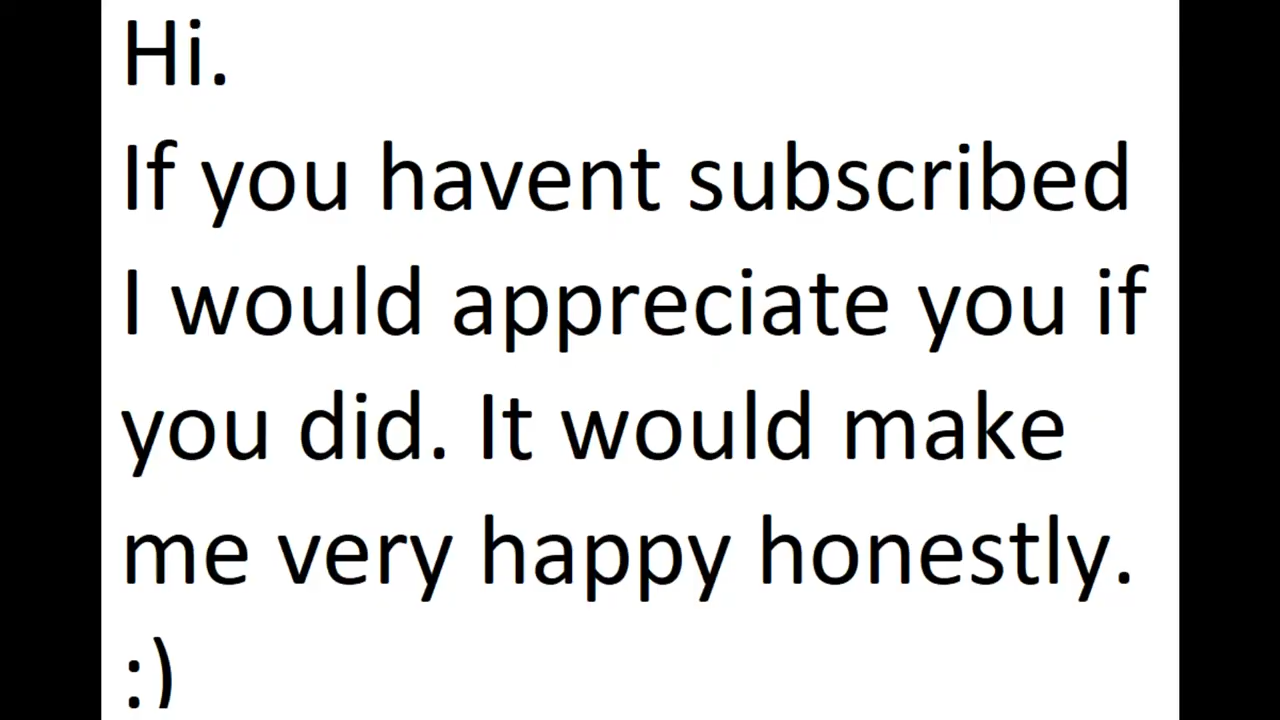 Hi.
If you havent subscribed
I would appreciate you if
you did. It would make
me very happy honestly.
:)